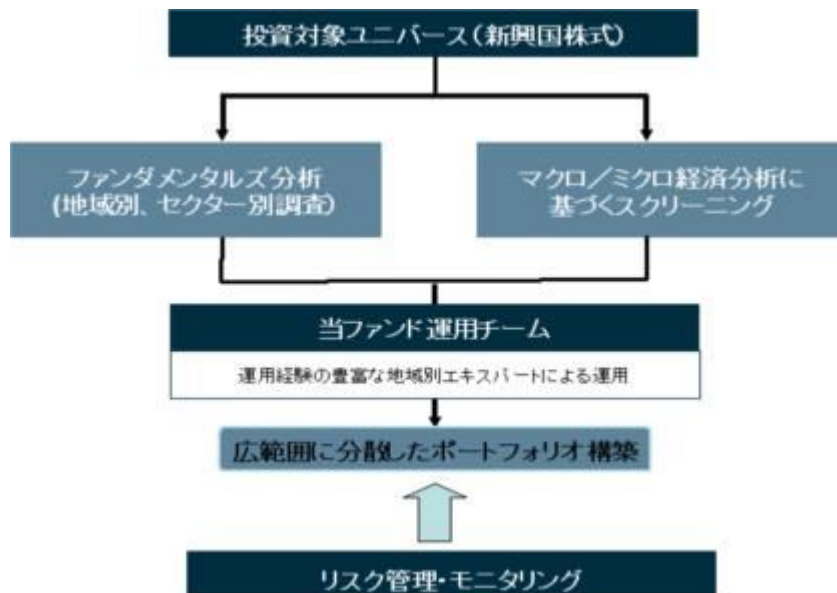 投資対象ユニバース(新興国株式)
ファンダメンタルズ分析
(地域別、セクター別調査)
マクロ/ミクロ経済分析に
基づくスクリーニング
当ファンド運用チーム
運用経験の豊富な地域別エキスパートによる運用
広範囲に分散したポートフォリオ構築
リスク管理・モニタリング